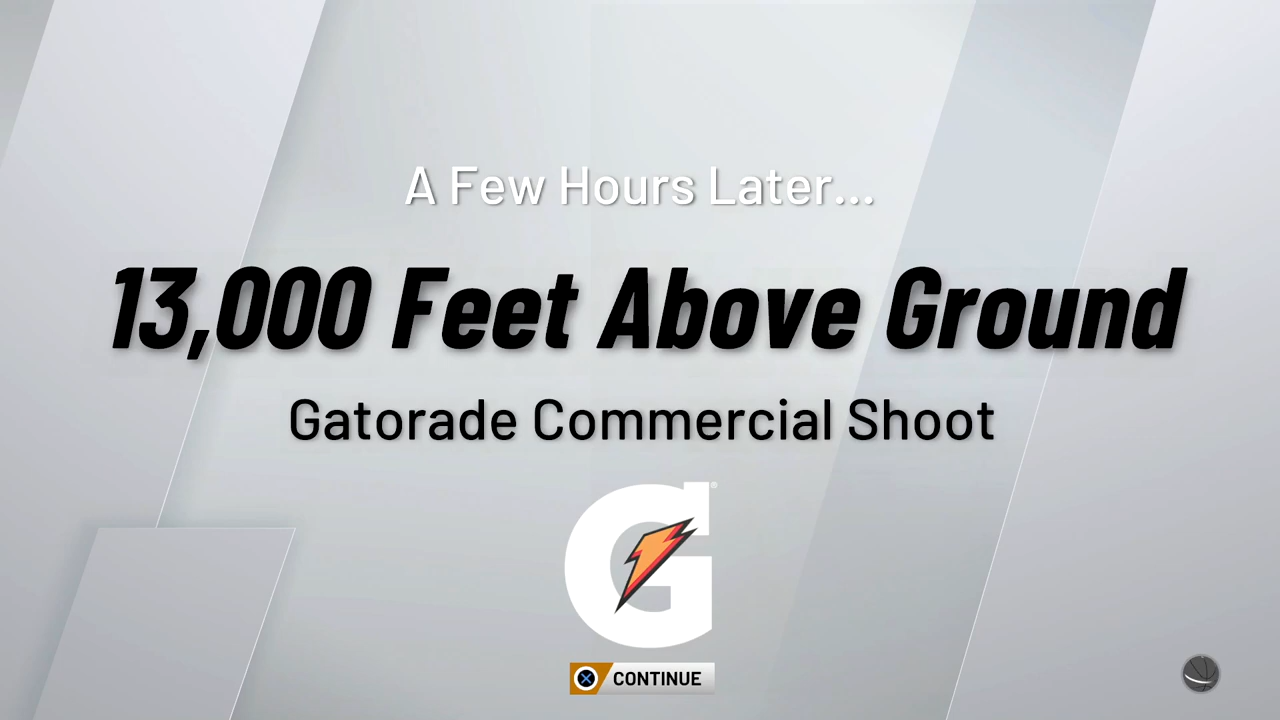 A Few Hours Later...
13,000 Feet Above Ground
Gatorade Commercial Shoot
G®
CONTINUE